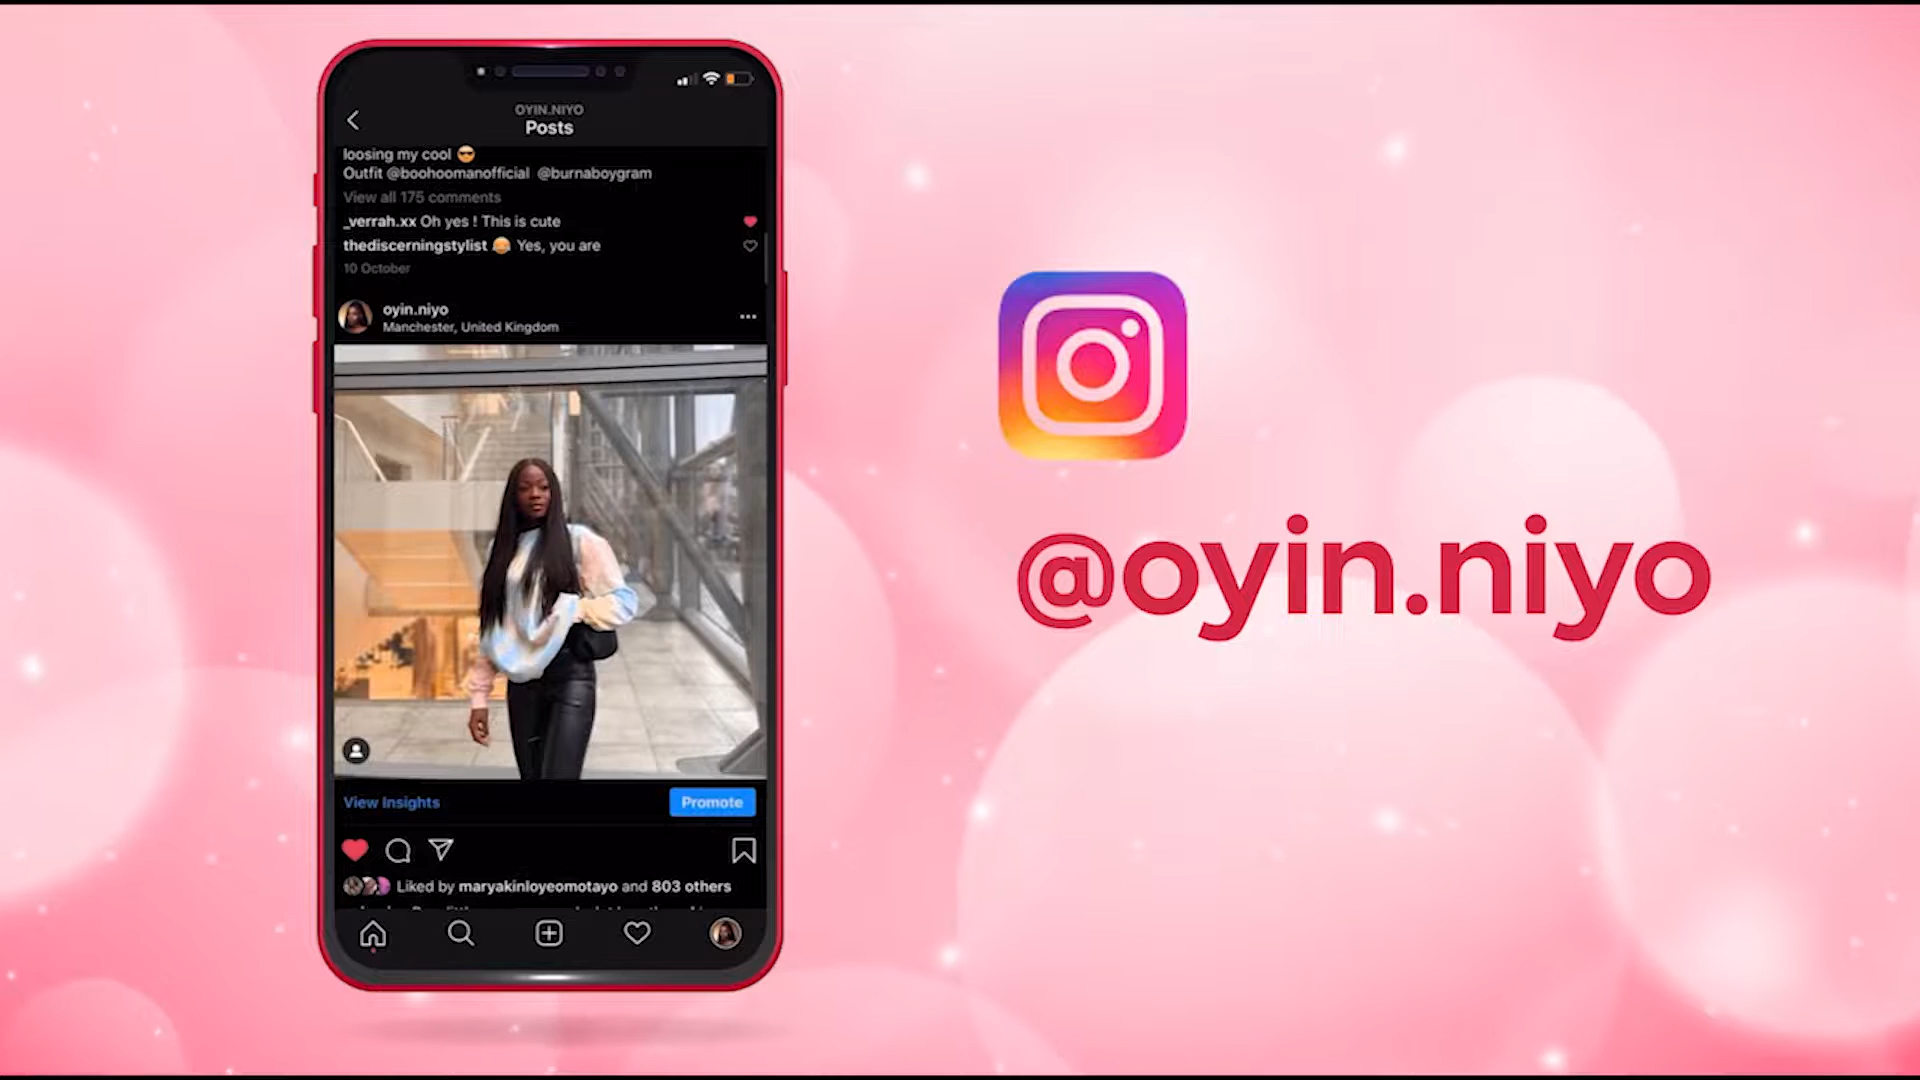 OYIN.NIYO
Posts
loosing my cool 😎
Outfit @boohoomanofficial @burnaboygram
View all 175 comments
_verrah.xx Oh yes ! This is cute
thediscerningstylist Yes, you are
10 October
oyin.niyo
Manchester, United Kingdom
View Insights
Promote
Liked by maryakinloyeomotayo and 803 others
@oyin.niyo